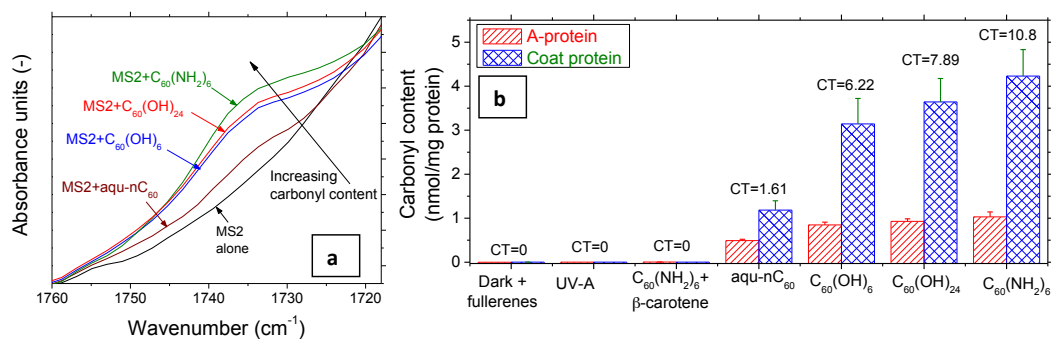 Absorbance units (-)
MS2+C₆₀(NH₂)₆
MS2+C₆₀(OH)₂₄
MS2+C₆₀(OH)₆
MS2+aqu-nC₆₀
Increasing
carbonyl content
MS2
alone
a
1760 1750 1740 1730 1720
Wavenumber (cm⁻¹)
Carbonyl content
(nmol/mg protein)
5
4
3
2
1
0
A-protein
Coat protein
b
CT=0
CT=0
CT=0
CT=1.61
CT=6.22
CT=7.89
CT=10.8
Dark +
fullerenes
UV-A
C₆₀(NH₂)₆+
β-carotene
aqu-nC₆₀
C₆₀(OH)₆
C₆₀(OH)₂₄
C₆₀(NH₂)₆